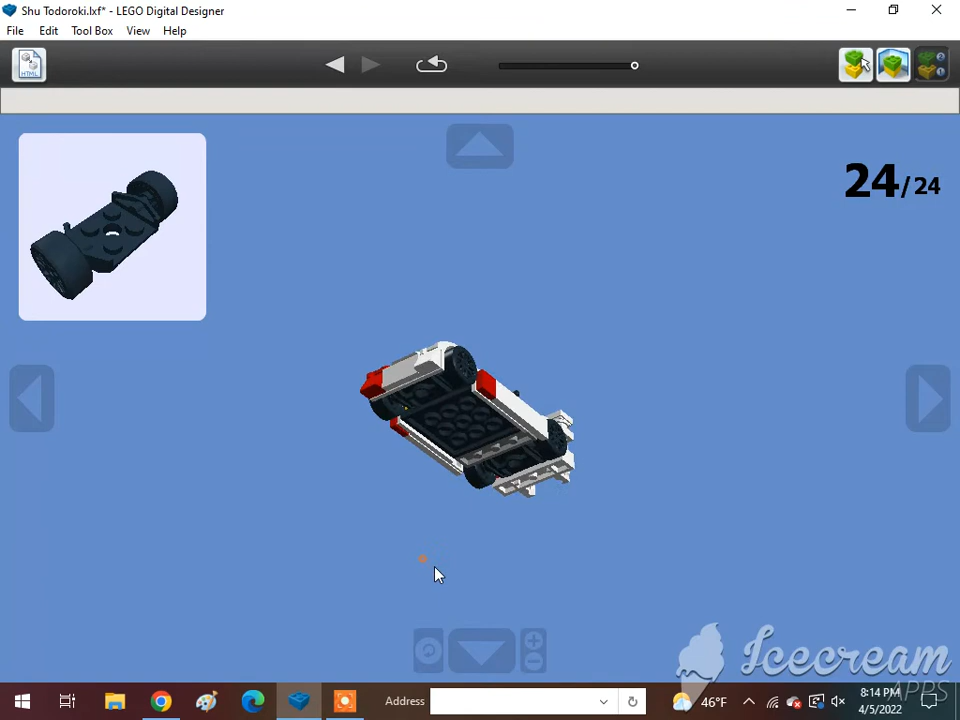 Shu Todoroki.lxf* - LEGO Digital Designer
File Edit Tool Box View Help
HTML
24/24
Icecream
APPS
Address
46°F
8:14 PM
4/5/2022